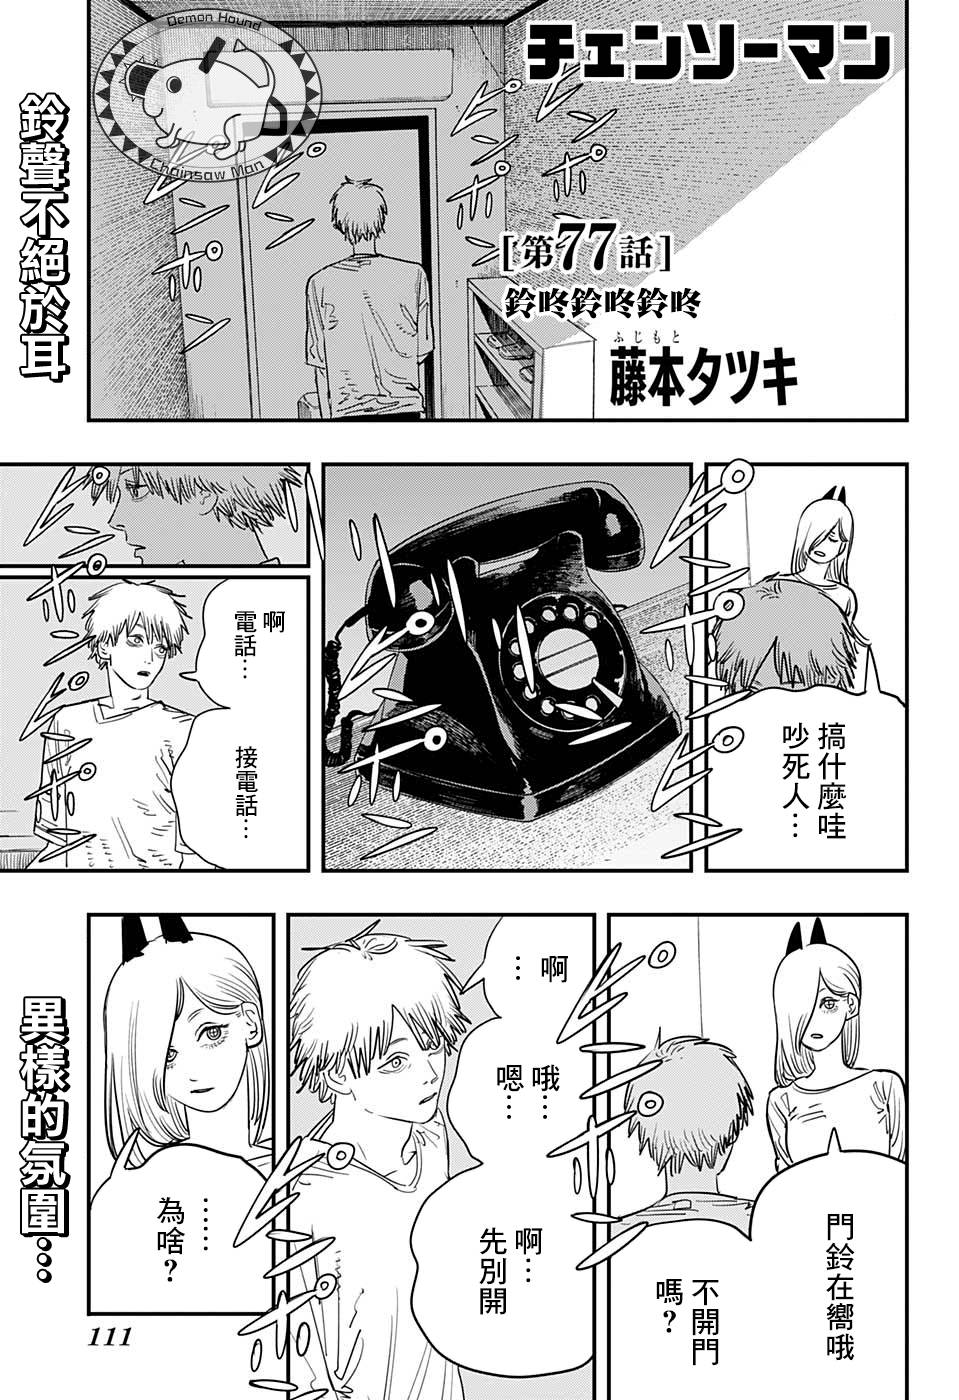 Demon Hound
Chainsaw Man
チェンソーマン
鈴聲不絕於耳
[第77話]
鈴咚鈴咚鈴咚
ふじもと
藤本タツキ
搞什麼哇
吵死人…
啊
電話…
接電話…
門鈴在嚮哦
不開門
嗎?
啊
…
哦…
嗯…
啊…
先別開
……
為啥?
異樣的氛圍…
111